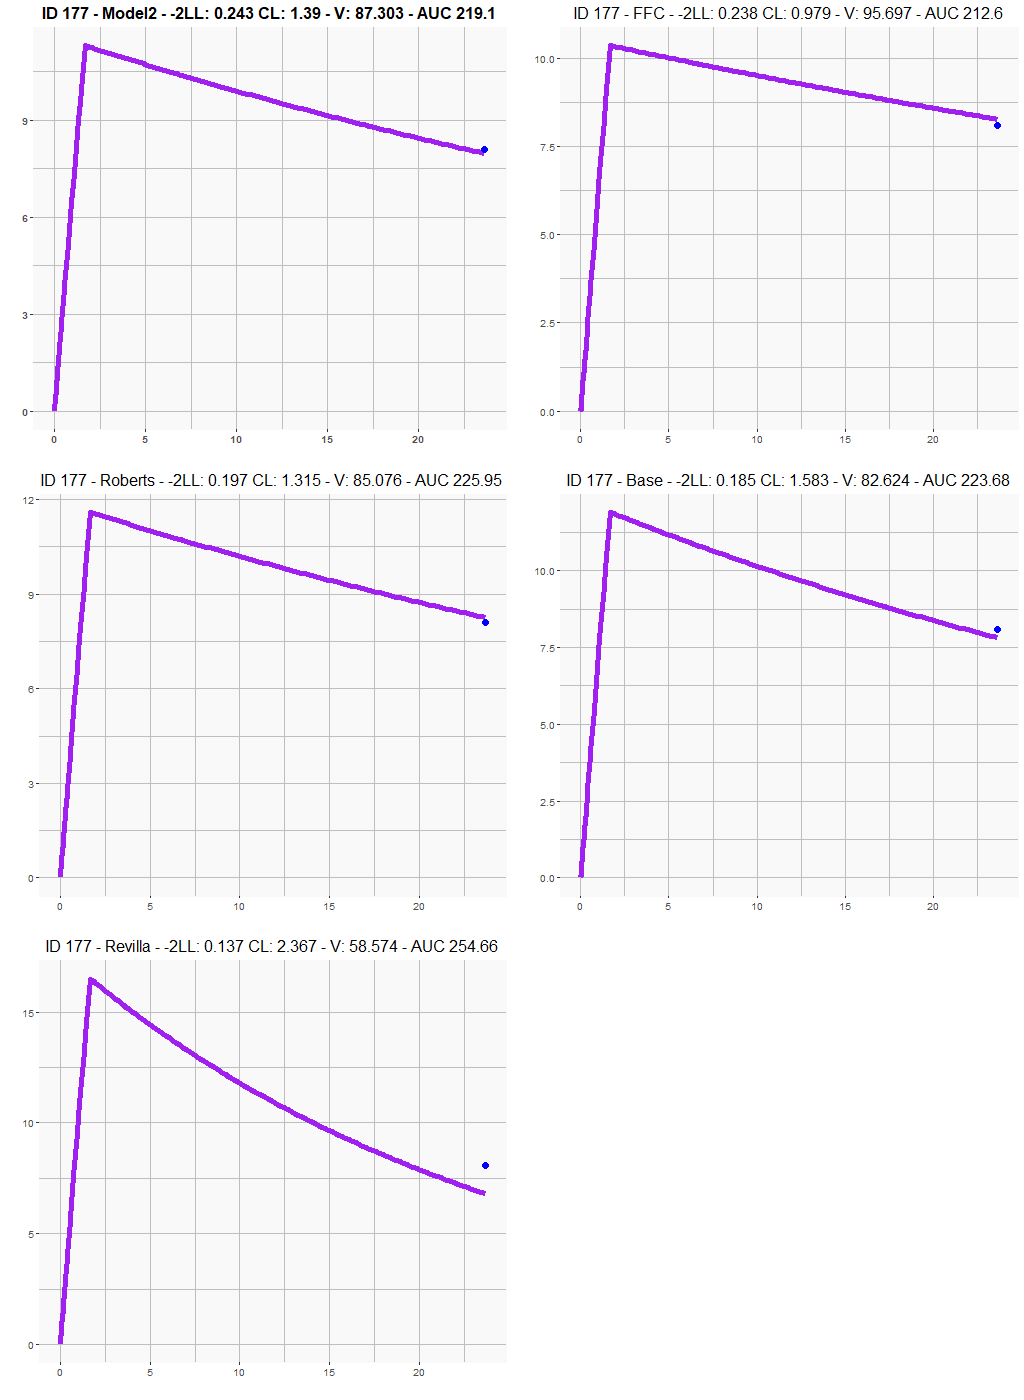 ID 177 - Model2 - -2LL: 0.243 CL: 1.39 - V: 87.303 - AUC 219.1
9
6
3
0
0 5 10 15 20
ID 177 - FFC - -2LL: 0.238 CL: 0.979 - V: 95.697 - AUC 212.6
10.0
7.5
5.0
2.5
0.0
0 5 10 15 20
ID 177 - Roberts - -2LL: 0.197 CL: 1.315 - V: 85.076 - AUC 225.95
12
9
6
3
0
0 5 10 15 20
ID 177 - Base - -2LL: 0.185 CL: 1.583 - V: 82.624 - AUC 223.68
10.0
7.5
5.0
2.5
0.0
0 5 10 15 20
ID 177 - Revilla - -2LL: 0.137 CL: 2.367 - V: 58.574 - AUC 254.66
15
10
5
0
0 5 10 15 20